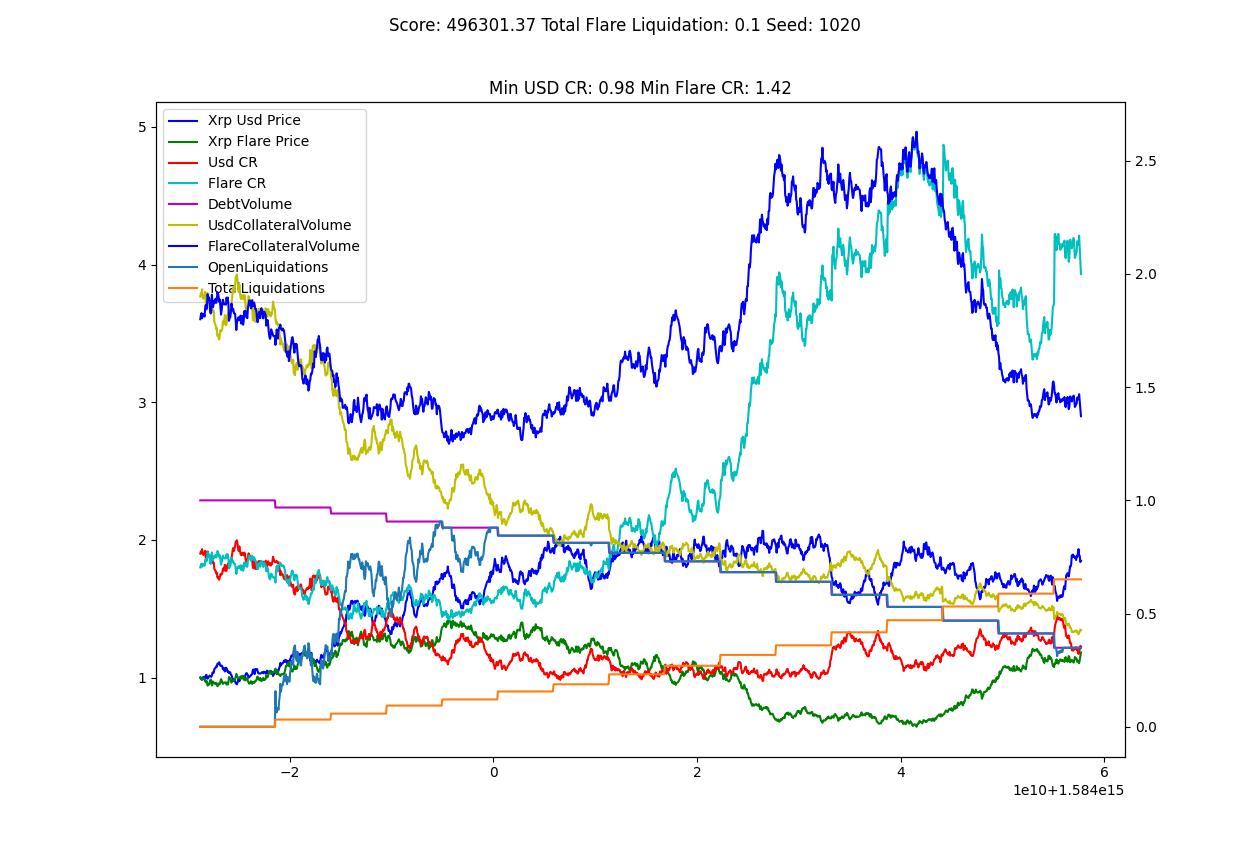 Score: 496301.37 Total Flare Liquidation: 0.1 Seed: 1020
Min USD CR: 0.98 Min Flare CR: 1.42
Xrp Usd Price
Xrp Flare Price
Usd CR
Flare CR
DebtVolume
UsdCollateralVolume
FlareCollateralVolume
OpenLiquidations
TotalLiquidations
5
4
3
2
1
2.5
2.0
1.5
1.0
0.5
0.0
−2 0 2 4 6
1e10+1.584e15